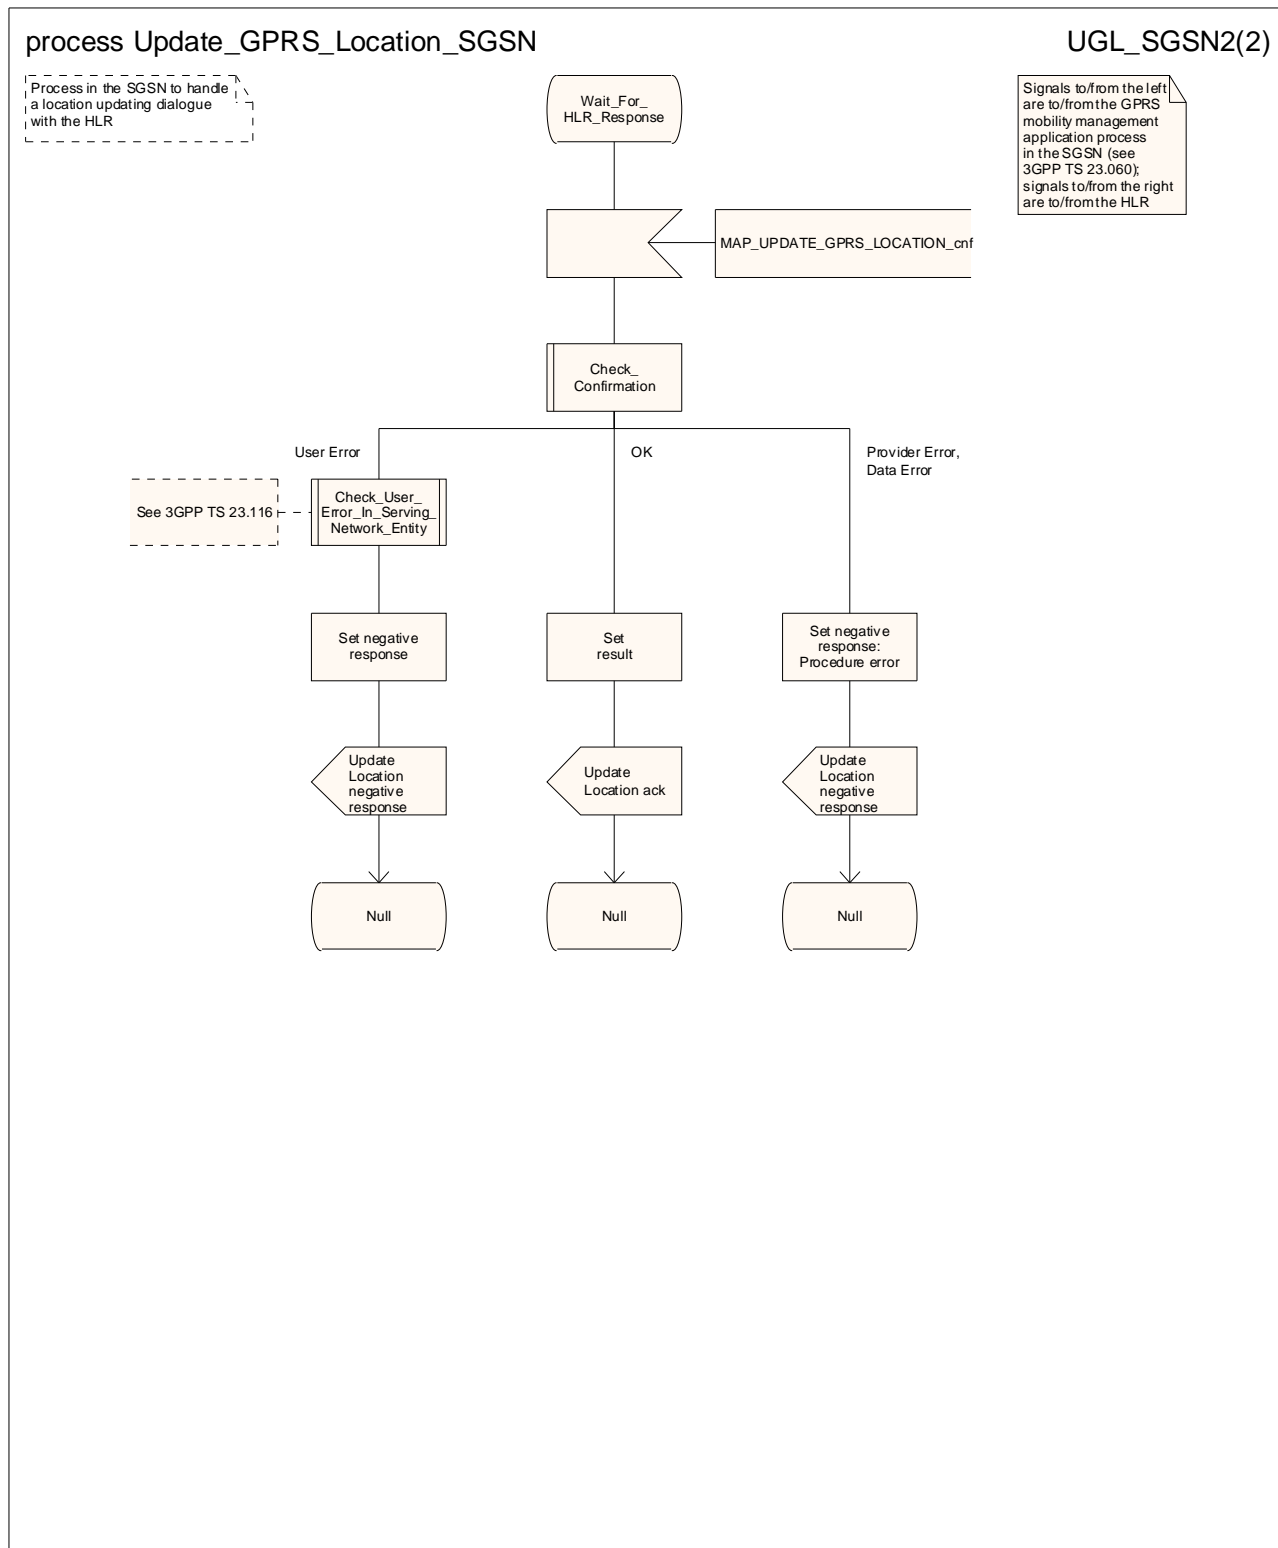 process Update_GPRS_Location_SGSN
UGL_SGSN2(2)
Process in the SGSN to handle
a location updating dialogue
with the HLR
Wait_For_
HLR_Response
Signals to/from the left
are to/from the GPRS
mobility management
application process
in the SGSN (see
3GPP TS 23.060);
signals to/from the right
are to/from the HLR
MAP_UPDATE_GPRS_LOCATION_cnf
Check_
Confirmation
User Error
OK
Provider Error,
Data Error
See 3GPP TS 23.116
Check_User_
Error_In_Serving_
Network_Entity
Set negative
response
Set
result
Set negative
response:
Procedure error
Update
Location
negative
response
Update
Location ack
Update
Location
negative
response
Null
Null
Null